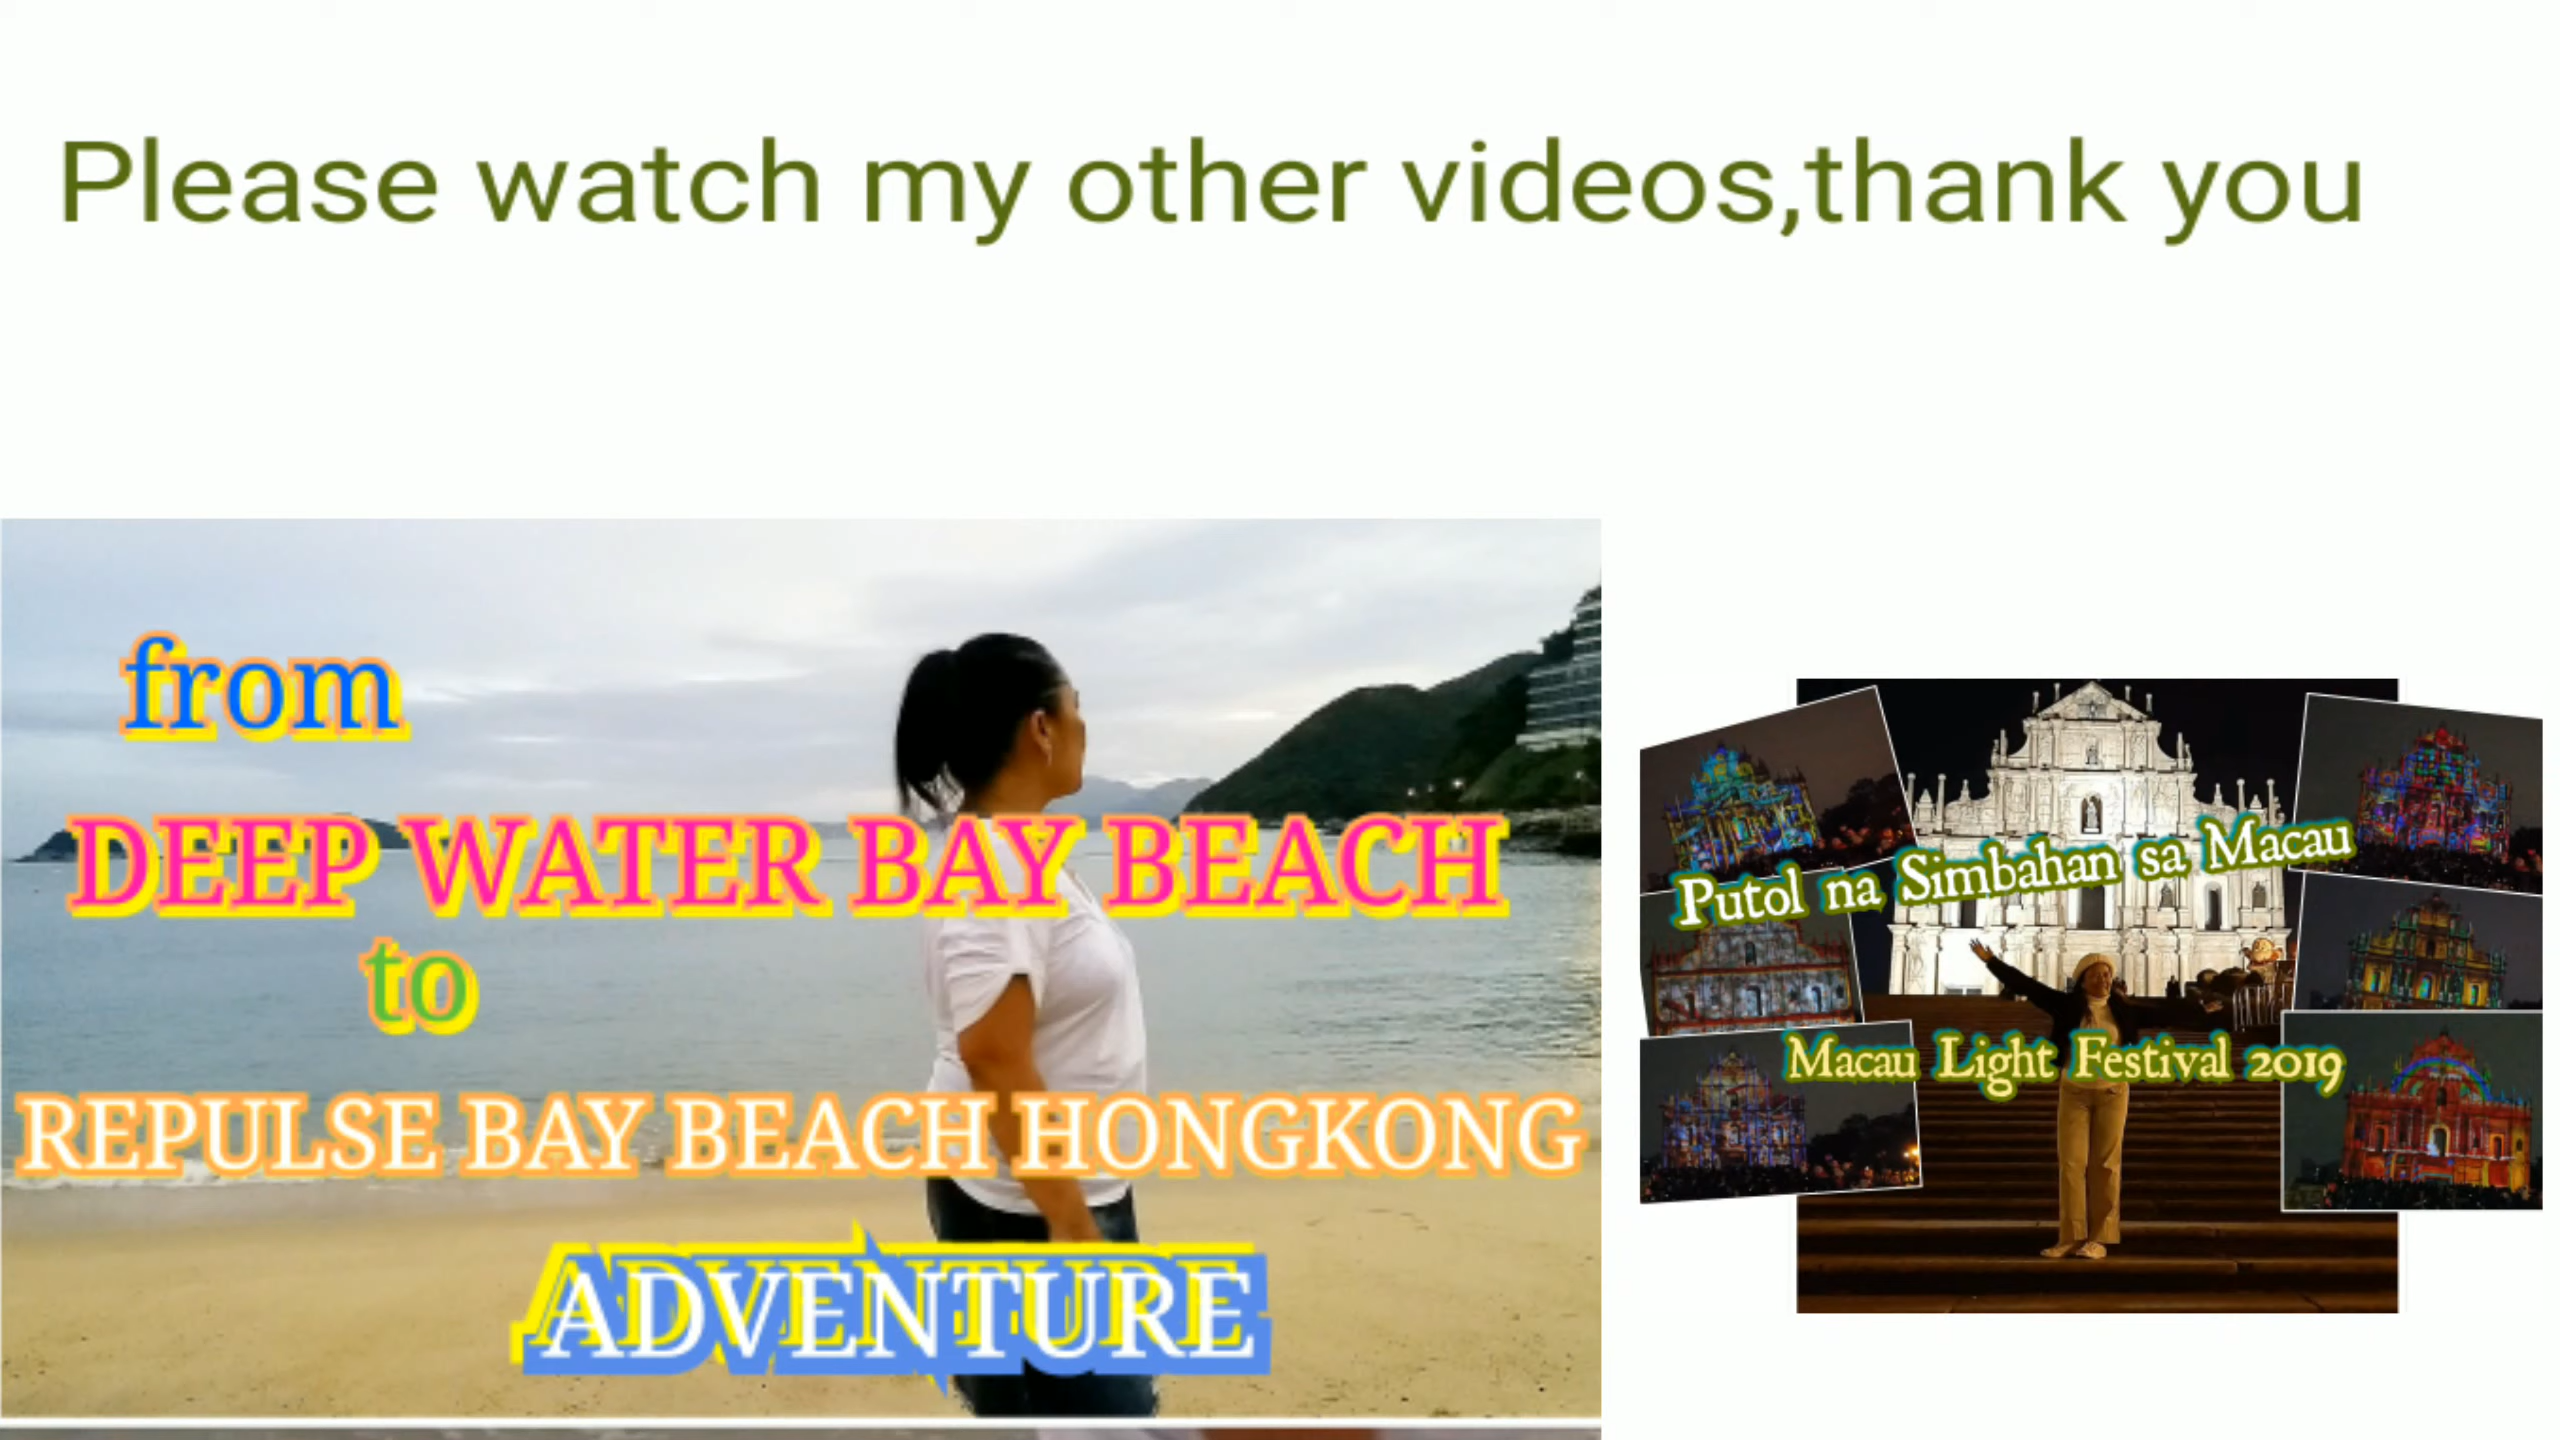 Please watch my other videos,thank you
from
DEEP WATER BAY BEACH
to
REPULSE BAY BEACH HONGKONG
ADVENTURE
Putol na Simbahan sa Macau
Macau Light Festival 2019